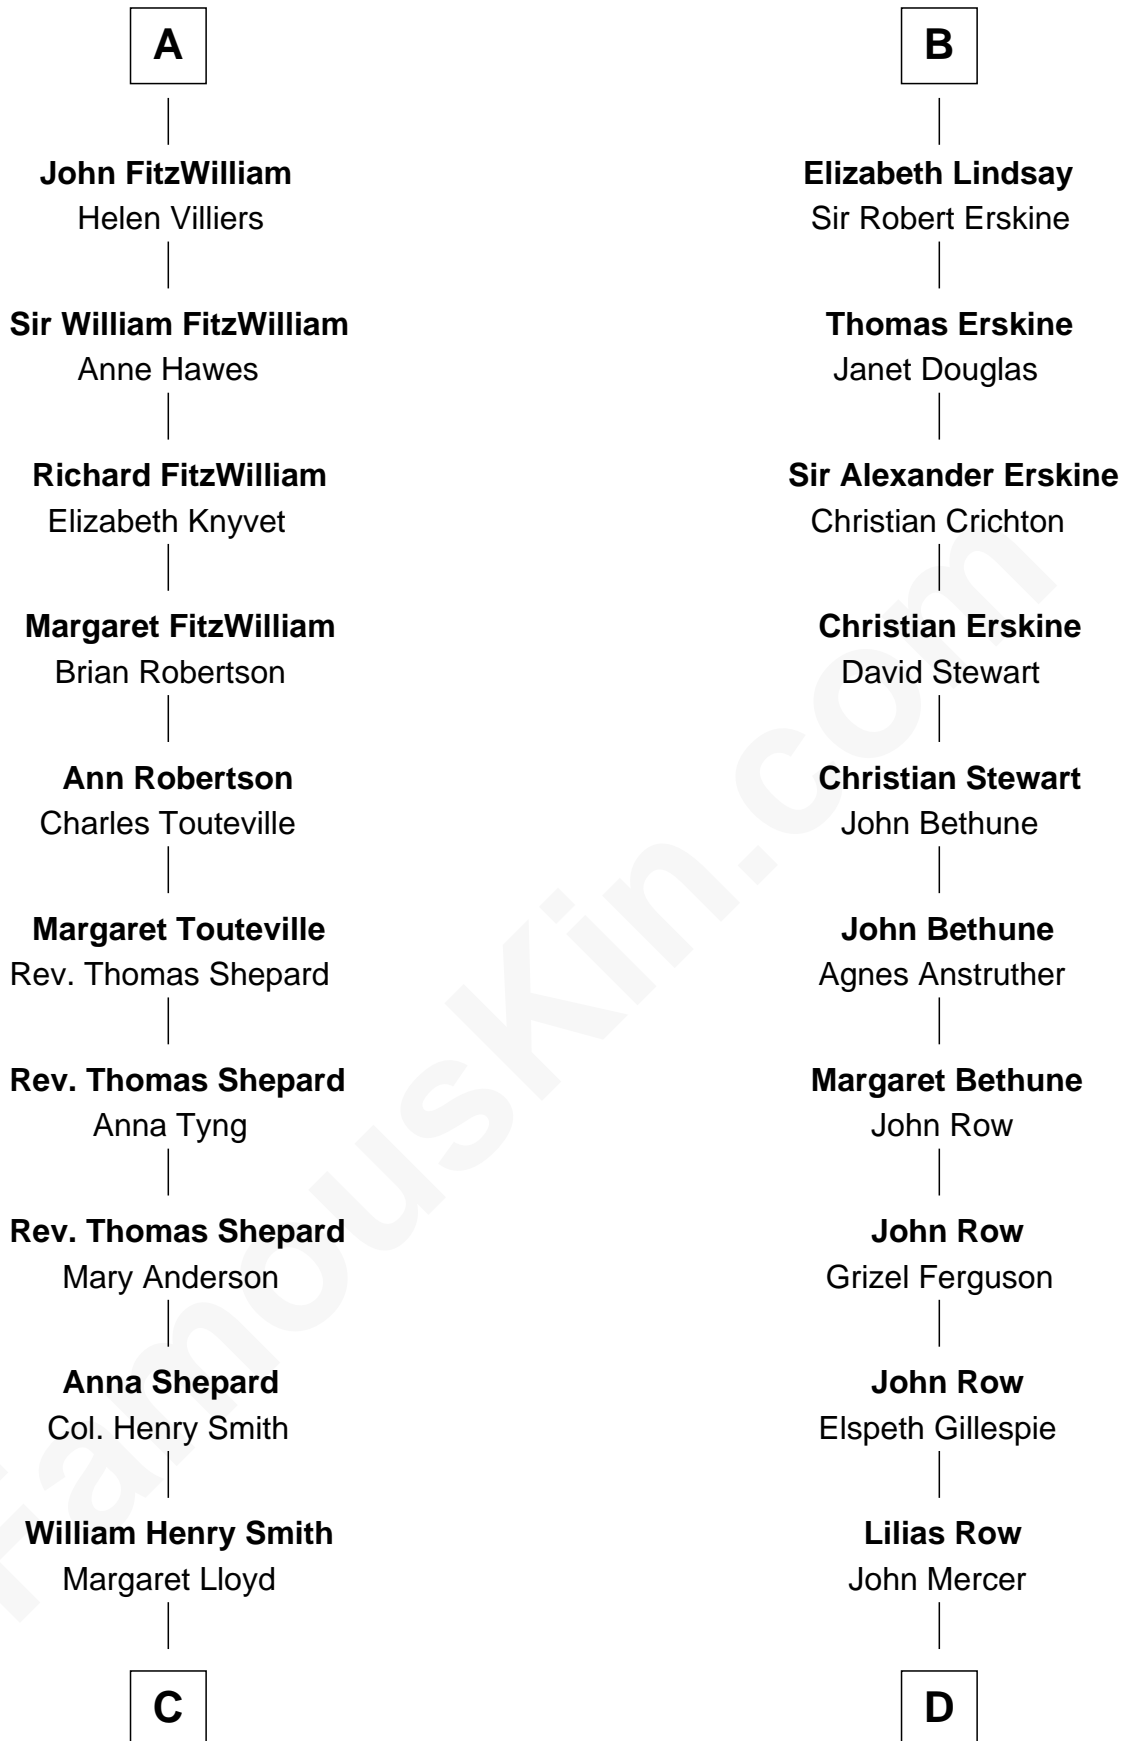 A
John FitzWilliam
Helen Villiers
Sir William FitzWilliam
Anne Hawes
Richard FitzWilliam
Elizabeth Knyvet
Margaret FitzWilliam
Brian Robertson
Ann Robertson
Charles Touteville
Margaret Touteville
Rev. Thomas Shepard
Rev. Thomas Shepard
Anna Tyng
Rev. Thomas Shepard
Mary Anderson
Anna Shepard
Col. Henry Smith
William Henry Smith
Margaret Lloyd
C
B
Elizabeth Lindsay
Sir Robert Erskine
Thomas Erskine
Janet Douglas
Sir Alexander Erskine
Christian Crichton
Christian Erskine
David Stewart
Christian Stewart
John Bethune
John Bethune
Agnes Anstruther
Margaret Bethune
John Row
John Row
Grizel Ferguson
John Row
Elspeth Gillespie
Lilias Row
John Mercer
D
FamousKin.com